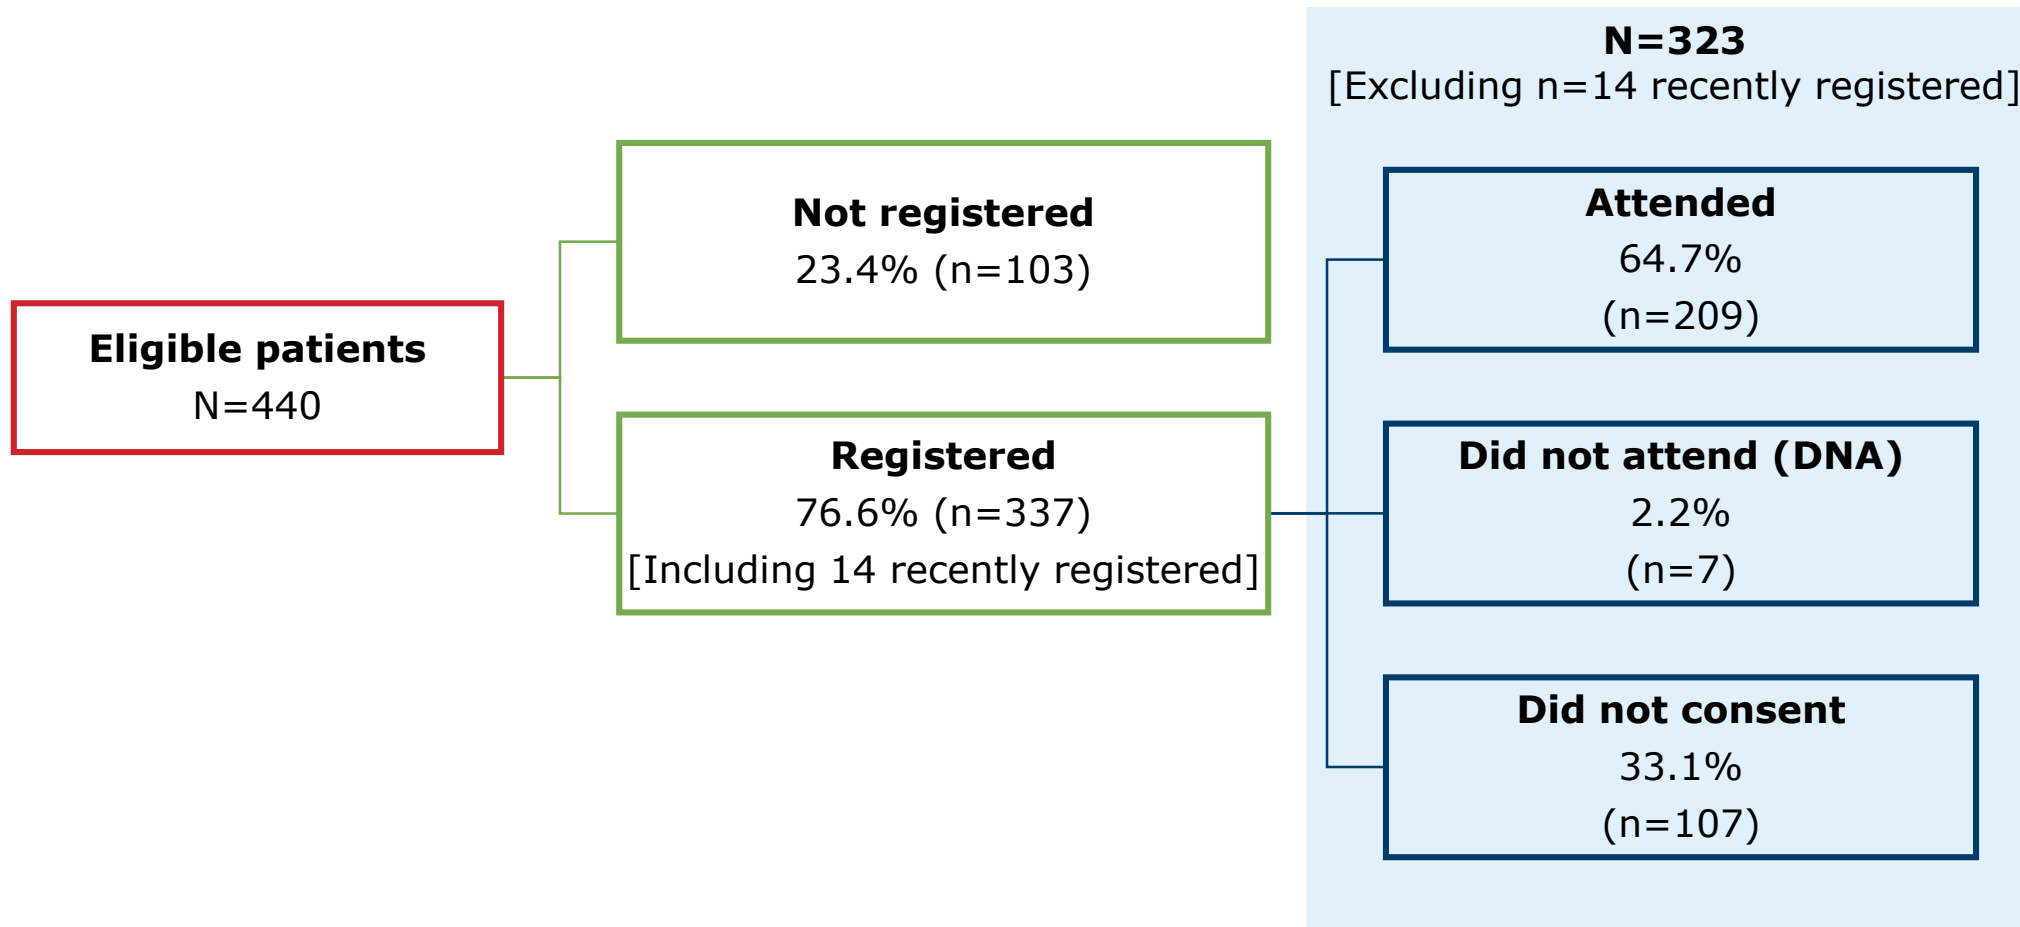 N=323
[Excluding n=14 recently registered]
Eligible patients
N=440
Not registered
23.4% (n=103)
Registered
76.6% (n=337)
[Including 14 recently registered]
Attended
64.7%
(n=209)
Did not attend (DNA)
2.2%
(n=7)
Did not consent
33.1%
(n=107)